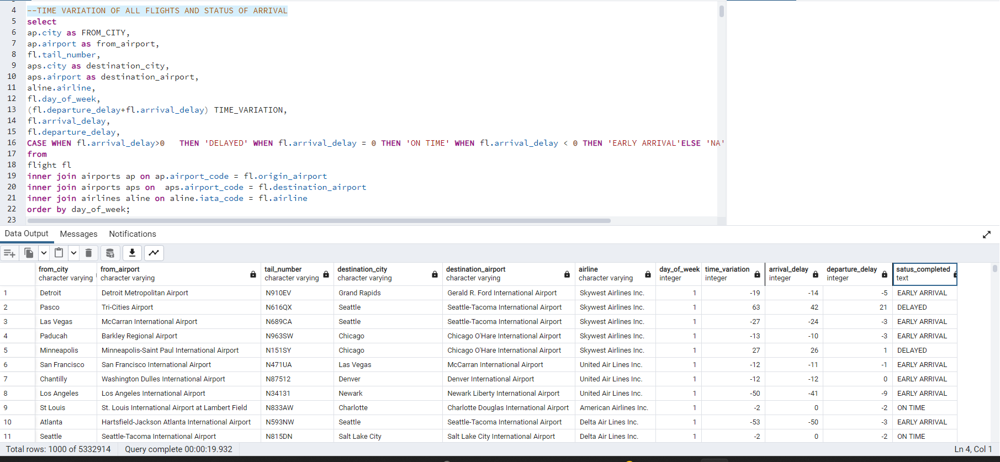 4 --TIME VARIATION OF ALL FLIGHTS AND STATUS OF ARRIVAL
5 select
6 ap.city as FROM_CITY,
7 ap.airport as from_airport,
8 fl.tail_number,
9 aps.city as destination_city,
10 aps.airport as destination_airport,
11 aline.airline,
12 fl.day_of_week,
13 (fl.departure_delay+fl.arrival_delay) TIME_VARIATION,
14 fl.arrival_delay,
15 fl.departure_delay,
16 CASE WHEN fl.arrival_delay>0   THEN 'DELAYED' WHEN fl.arrival_delay = 0 THEN 'ON TIME' WHEN fl.arrival_delay < 0 THEN 'EARLY ARRIVAL'ELSE 'NA'
17 from
18 flight fl
19 inner join airports ap on ap.airport_code = fl.origin_airport
20 inner join airports aps on  aps.airport_code = fl.destination_airport
21 inner join airlines aline on aline.iata_code = fl.airline
22 order by day_of_week;
23
Data Output Messages Notifications
from_city from_airport tail_number destination_city destination_airport airline day_of_week time_variation arrival_delay departure_delay satus_completed
character varying character varying character varying character varying character varying character varying integer integer integer integer text
1 Detroit Detroit Metropolitan Airport N910EV Grand Rapids Gerald R. Ford International Airport Skywest Airlines Inc. 1 -19 -14 -5 EARLY ARRIVAL
2 Pasco Tri-Cities Airport N616QX Seattle Seattle-Tacoma International Airport Skywest Airlines Inc. 1 63 42 21 DELAYED
3 Las Vegas McCarran International Airport N689CA Seattle Seattle-Tacoma International Airport Skywest Airlines Inc. 1 -27 -24 -3 EARLY ARRIVAL
4 Paducah Barkley Regional Airport N963SW Chicago Chicago O'Hare International Airport Skywest Airlines Inc. 1 -13 -10 -3 EARLY ARRIVAL
5 Minneapolis Minneapolis-Saint Paul International Airport N151SY Chicago Chicago O'Hare International Airport Skywest Airlines Inc. 1 27 26 1 DELAYED
6 San Francisco San Francisco International Airport N471UA Las Vegas McCarran International Airport United Air Lines Inc. 1 -12 -11 -1 EARLY ARRIVAL
7 Chantilly Washington Dulles International Airport N87512 Denver Denver International Airport United Air Lines Inc. 1 -12 -12 0 EARLY ARRIVAL
8 Los Angeles Los Angeles International Airport N34131 Newark Newark Liberty International Airport United Air Lines Inc. 1 -50 -41 -9 EARLY ARRIVAL
9 St Louis St. Louis International Airport at Lambert Field N833AW Charlotte Charlotte Douglas International Airport American Airlines Inc. 1 -2 0 -2 ON TIME
10 Atlanta Hartsfield-Jackson Atlanta International Airport N593NW Seattle Seattle-Tacoma International Airport Delta Air Lines Inc. 1 -53 -50 -3 EARLY ARRIVAL
11 Seattle Seattle-Tacoma International Airport N815DN Salt Lake City Salt Lake City International Airport Delta Air Lines Inc. 1 -2 0 -2 ON TIME
Total rows: 1000 of 5332914 Query complete 00:00:19.932 Ln 4, Col 1